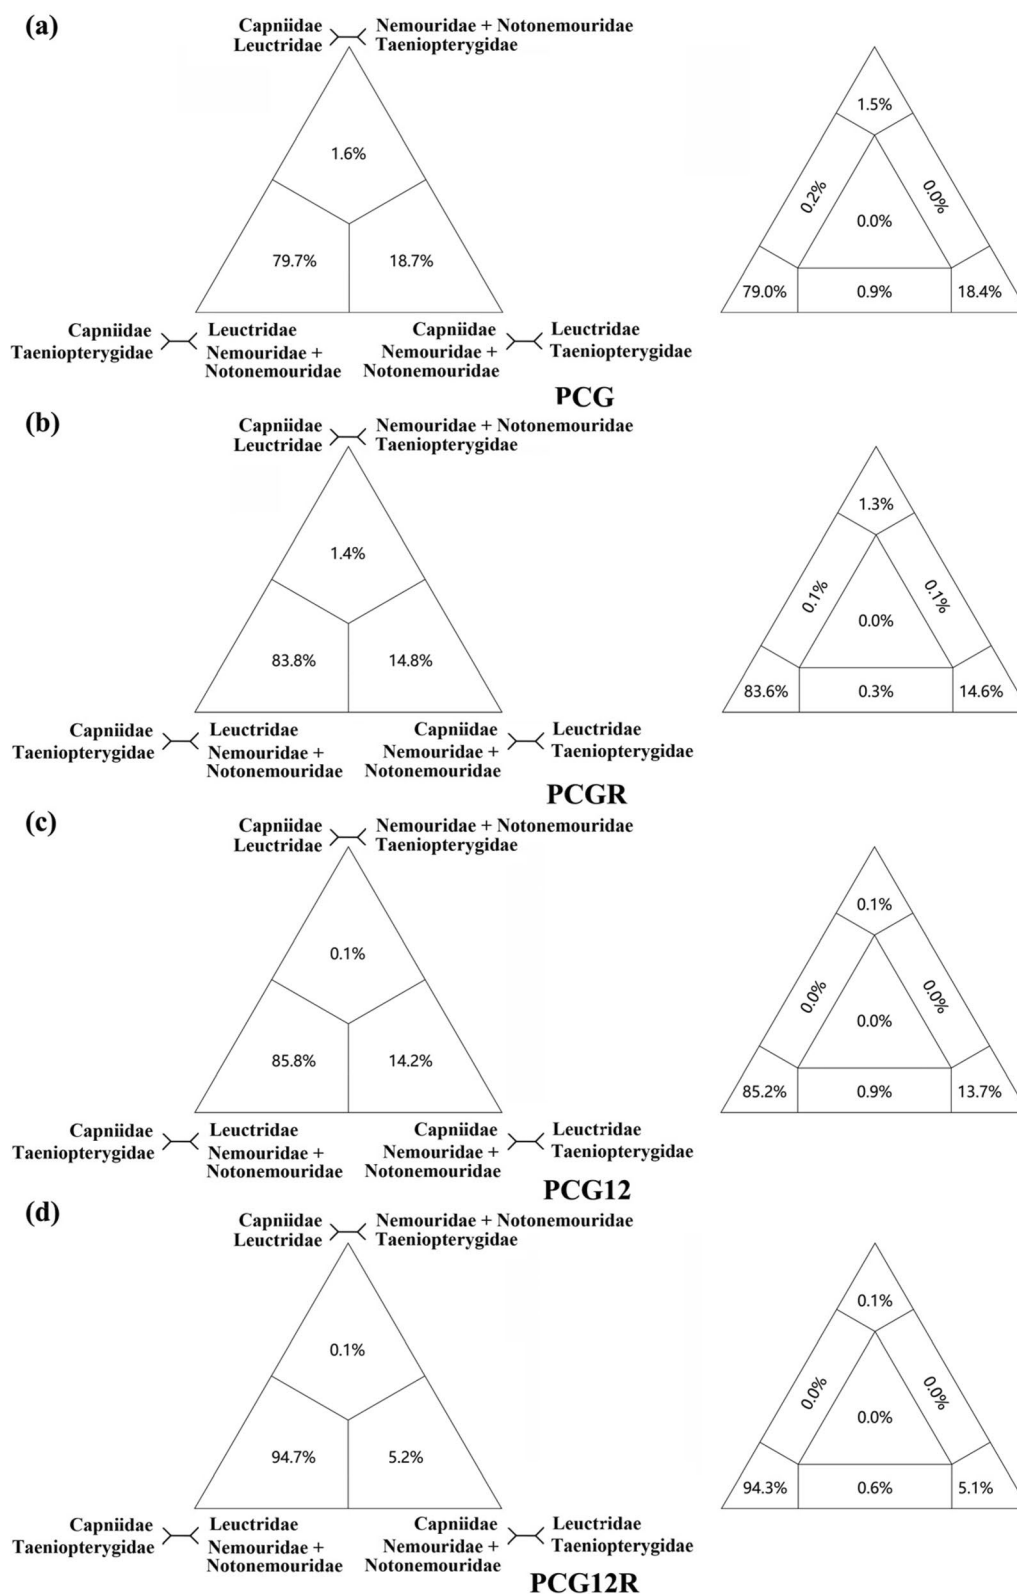 (a)
Capniidae Nemouridae + Notonemouridae
Leuctridae Taeniopterygidae
1.6%
79.7% 18.7%
1.5%
0.2% 0.0%
0.0%
79.0% 0.9% 18.4%
Capniidae Leuctridae Capniidae Leuctridae
Taeniopterygidae Nemouridae + Nemouridae + Taeniopterygidae
Notonemouridae Notonemouridae
PCG
(b)
Capniidae Nemouridae + Notonemouridae
Leuctridae Taeniopterygidae
1.4%
83.8% 14.8%
1.3%
0.1% 0.1%
0.0%
83.6% 0.3% 14.6%
Capniidae Leuctridae Capniidae Leuctridae
Taeniopterygidae Nemouridae + Nemouridae + Taeniopterygidae
Notonemouridae Notonemouridae
PCGR
(c)
Capniidae Nemouridae + Notonemouridae
Leuctridae Taeniopterygidae
0.1%
85.8% 14.2%
0.1%
0.0% 0.0%
0.0%
85.2% 0.9% 13.7%
Capniidae Leuctridae Capniidae Leuctridae
Taeniopterygidae Nemouridae + Nemouridae + Taeniopterygidae
Notonemouridae Notonemouridae
PCG12
(d)
Capniidae Nemouridae + Notonemouridae
Leuctridae Taeniopterygidae
0.1%
94.7% 5.2%
0.1%
0.0% 0.0%
0.0%
94.3% 0.6% 5.1%
Capniidae Leuctridae Capniidae Leuctridae
Taeniopterygidae Nemouridae + Nemouridae + Taeniopterygidae
Notonemouridae Notonemouridae
PCG12R